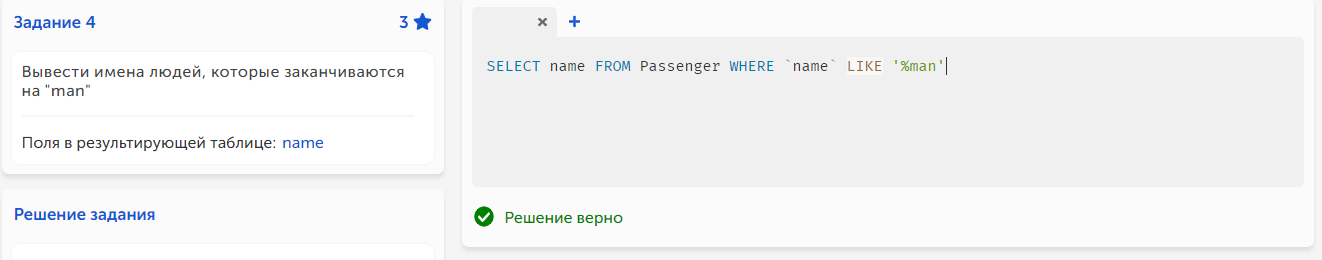 Задание 4
3
Вывести имена людей, которые заканчиваются
на "man"
Поля в результирующей таблице: name
Решение задания
SELECT name FROM Passenger WHERE `name` LIKE '%man'
Решение верно